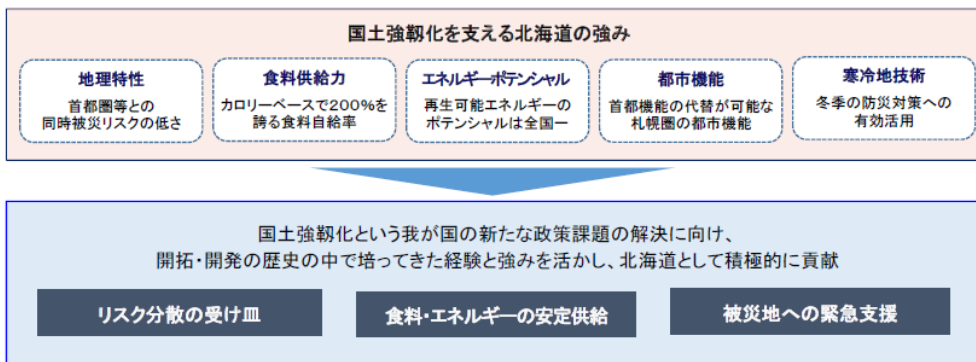 国土強靱化を支える北海道の強み
地理特性
首都圏等との
同時被災リスクの低さ
食料供給力
カロリーベースで200%を
誇る食料自給率
エネルギーポテンシャル
再生可能エネルギーの
ポテンシャルは全国一
都市機能
首都機能の代替が可能な
札幌圏の都市機能
寒冷地技術
冬季の防災対策への
有効活用
国土強靱化という我が国の新たな政策課題の解決に向け、
開拓・開発の歴史の中で培ってきた経験と強みを活かし、北海道として積極的に貢献
リスク分散の受け皿
食料・エネルギーの安定供給
被災地への緊急支援